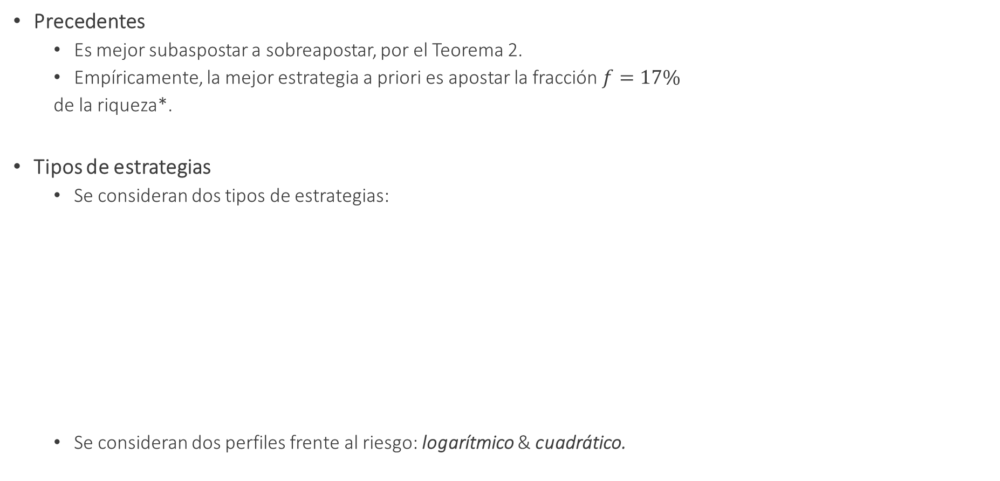 • Precedentes
• Es mejor subaspostar a sobreapostar, por el Teorema 2.
• Empíricamente, la mejor estrategia a priori es apostar la fracción f = 17%
de la riqueza*.
• Tipos de estrategias
• Se consideran dos tipos de estrategias:
• Se consideran dos perfiles frente al riesgo: logarítmico & cuadrático.